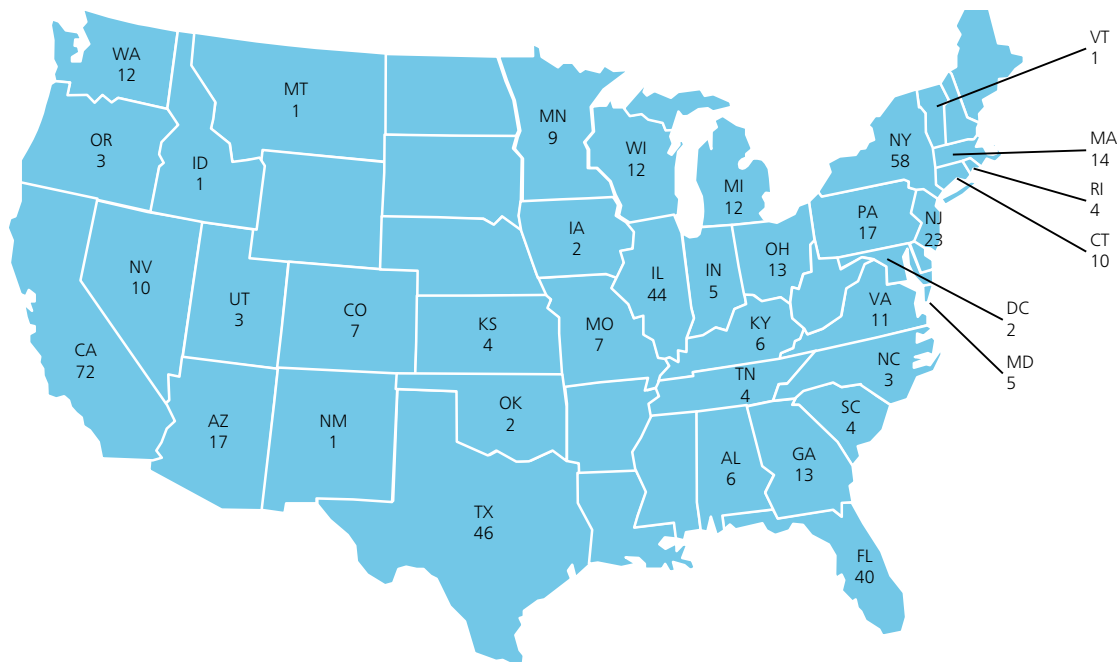 VT
1
WA
12
MT
1
MN
9
OR
3
ID
1
WI
12
NY
58
MA
14
MI
12
RI
4
PA
17
NJ
23
CT
10
IA
2
OH
13
NV
10
IL
44
IN
5
UT
3
CO
7
VA
11
DC
2
KS
4
MO
7
KY
6
CA
72
NC
3
MD
5
TN
4
AZ
17
NM
1
OK
2
SC
4
AL
6
GA
13
TX
46
FL
40